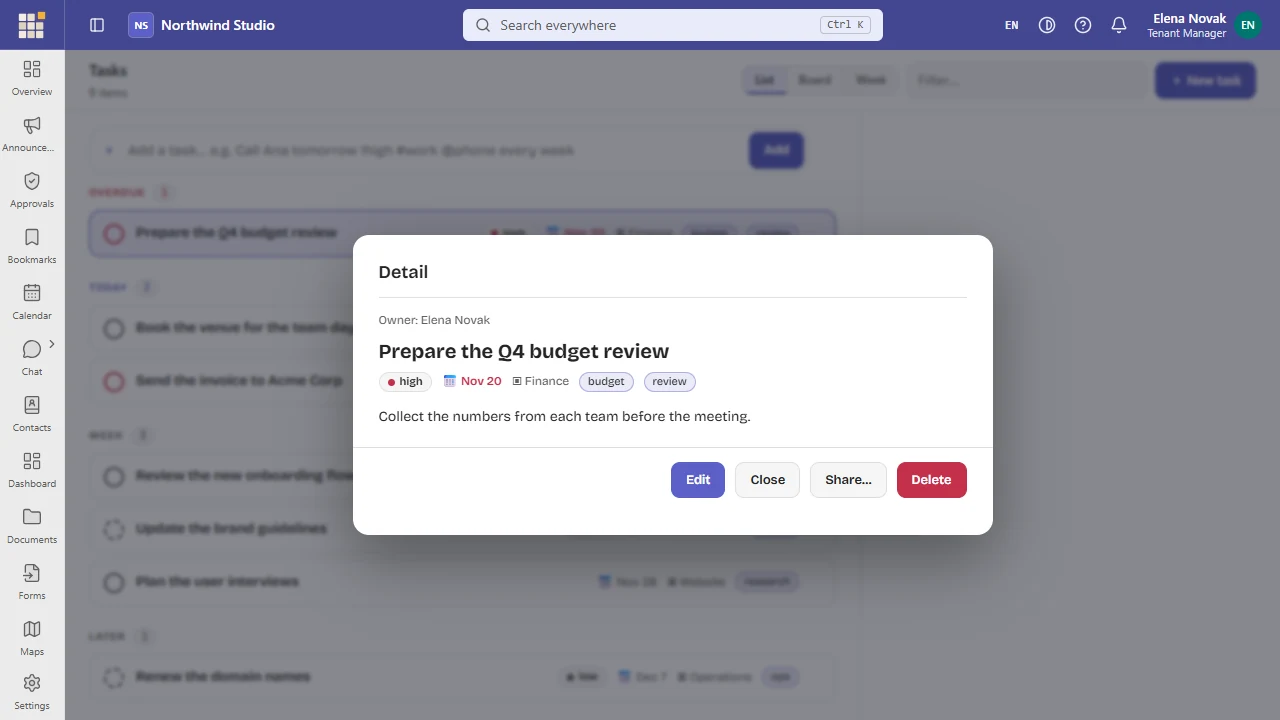 NS Northwind Studio
Search everywhere
Ctrl K
EN
Elena Novak
Tenant Manager
EN
Overview
Announce...
Approvals
Bookmarks
Calendar
Chat
Contacts
Dashboard
Documents
Forms
Maps
Settings
Tasks
9 items
List Board Week
Filter...
+ New task
+ Add a task... e.g. Call Ana tomorrow !high #work @phone every week
Add
OVERDUE 1
Prepare the Q4 budget review
TODAY 2
Book the venue for the team day
Send the invoice to Acme Corp
WEEK 3
Review the new onboarding flow
Update the brand guidelines
Plan the user interviews Nov 28 Website research
LATER
Renew the domain names low Dec 7 Operations ops
Detail
Owner: Elena Novak
Prepare the Q4 budget review
high Nov 20 Finance budget review
Collect the numbers from each team before the meeting.
Edit Close Share... Delete